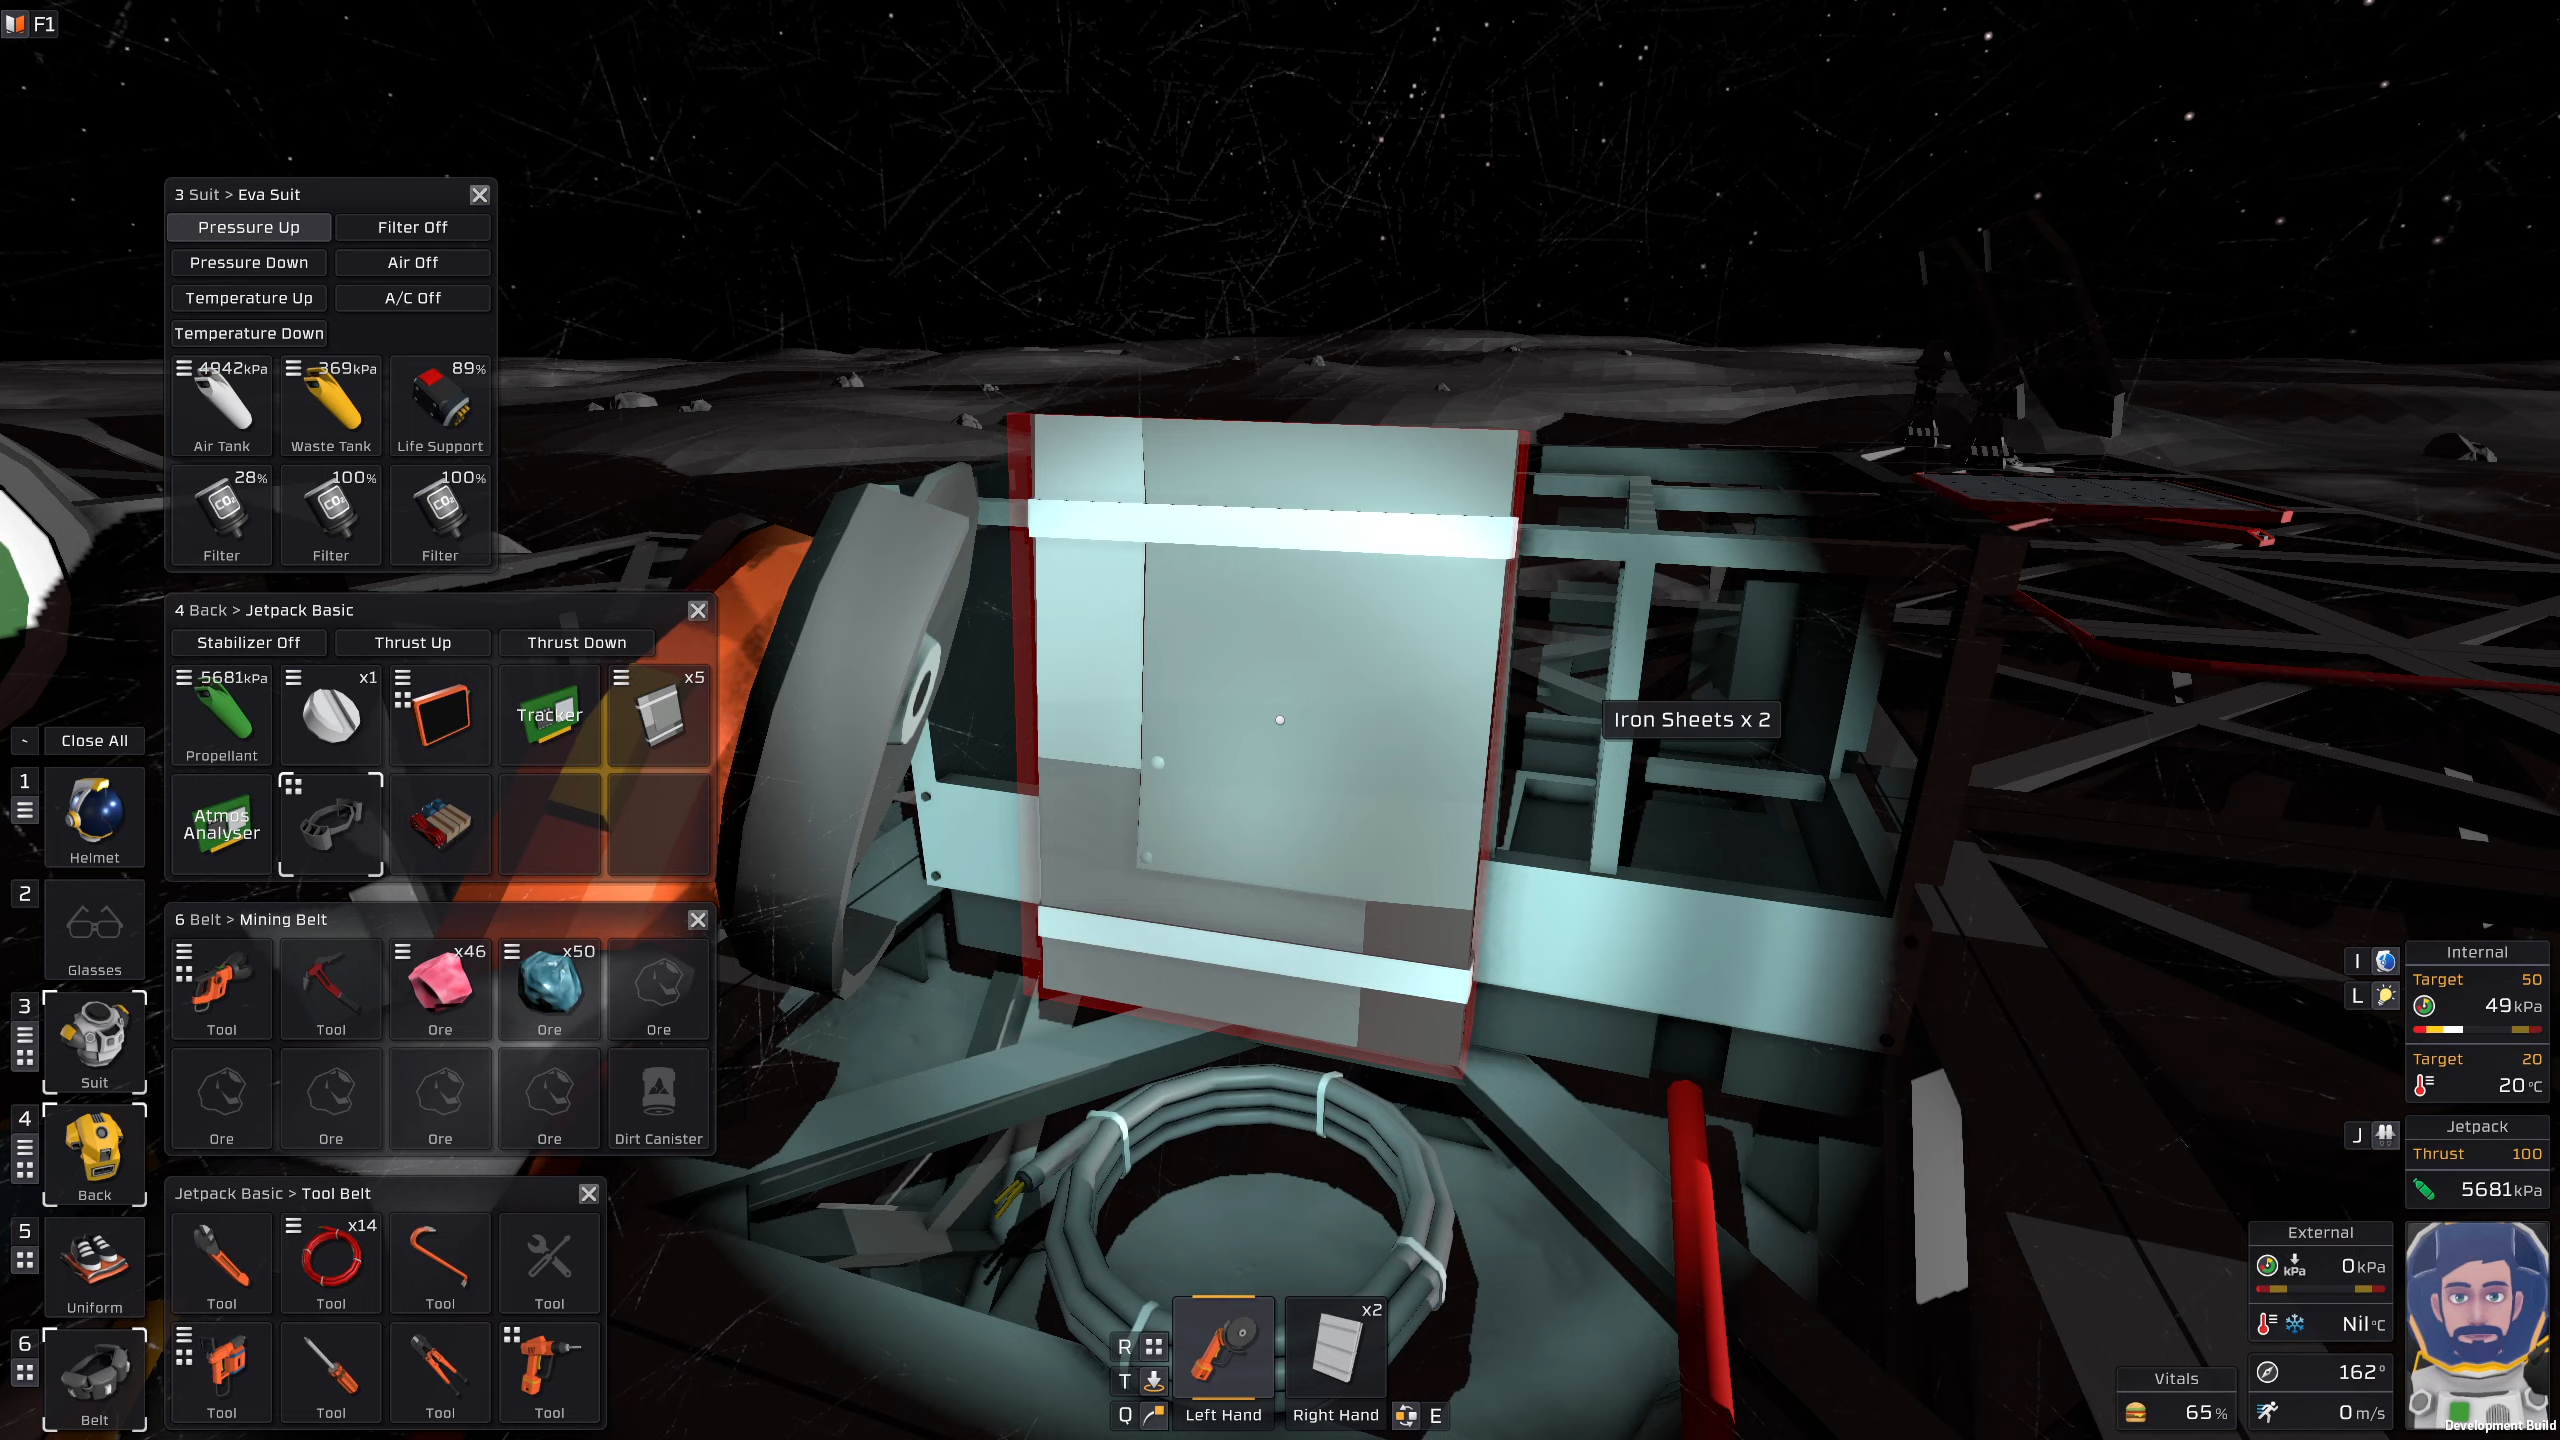 F1
3 Suit > Eva Suit
Pressure Up
Filter Off
Pressure Down
Air Off
Temperature Up
A/C Off
Temperature Down
4942kPa
369kPa
89%
Air Tank
Waste Tank
Life Support
28%
100%
100%
CO₂
CO₂
CO₂
Filter
Filter
Filter
4 Back > Jetpack Basic
Stabilizer Off
Thrust Up
Thrust Down
5681kPa
x1
x5
Tracker
Propellant
Atmos
Analyser
6 Belt > Mining Belt
x46
x50
Tool
Tool
Ore
Ore
Ore
Ore
Ore
Ore
Ore
Dirt Canister
Jetpack Basic > Tool Belt
x14
Tool
Tool
Tool
Tool
Tool
Tool
Tool
Tool
~
Close All
1
Helmet
2
Glasses
3
Suit
4
Back
5
Uniform
6
Belt
Iron Sheets x 2
R
T
Q
x2
Left Hand
Right Hand
E
I
L
Internal
Target 50
49kPa
Target 20
20°C
J
Jetpack
Thrust 100
5681kPa
External
kPa
0kPa
Nil°C
162°
0m/s
Vitals
65%
Development Build